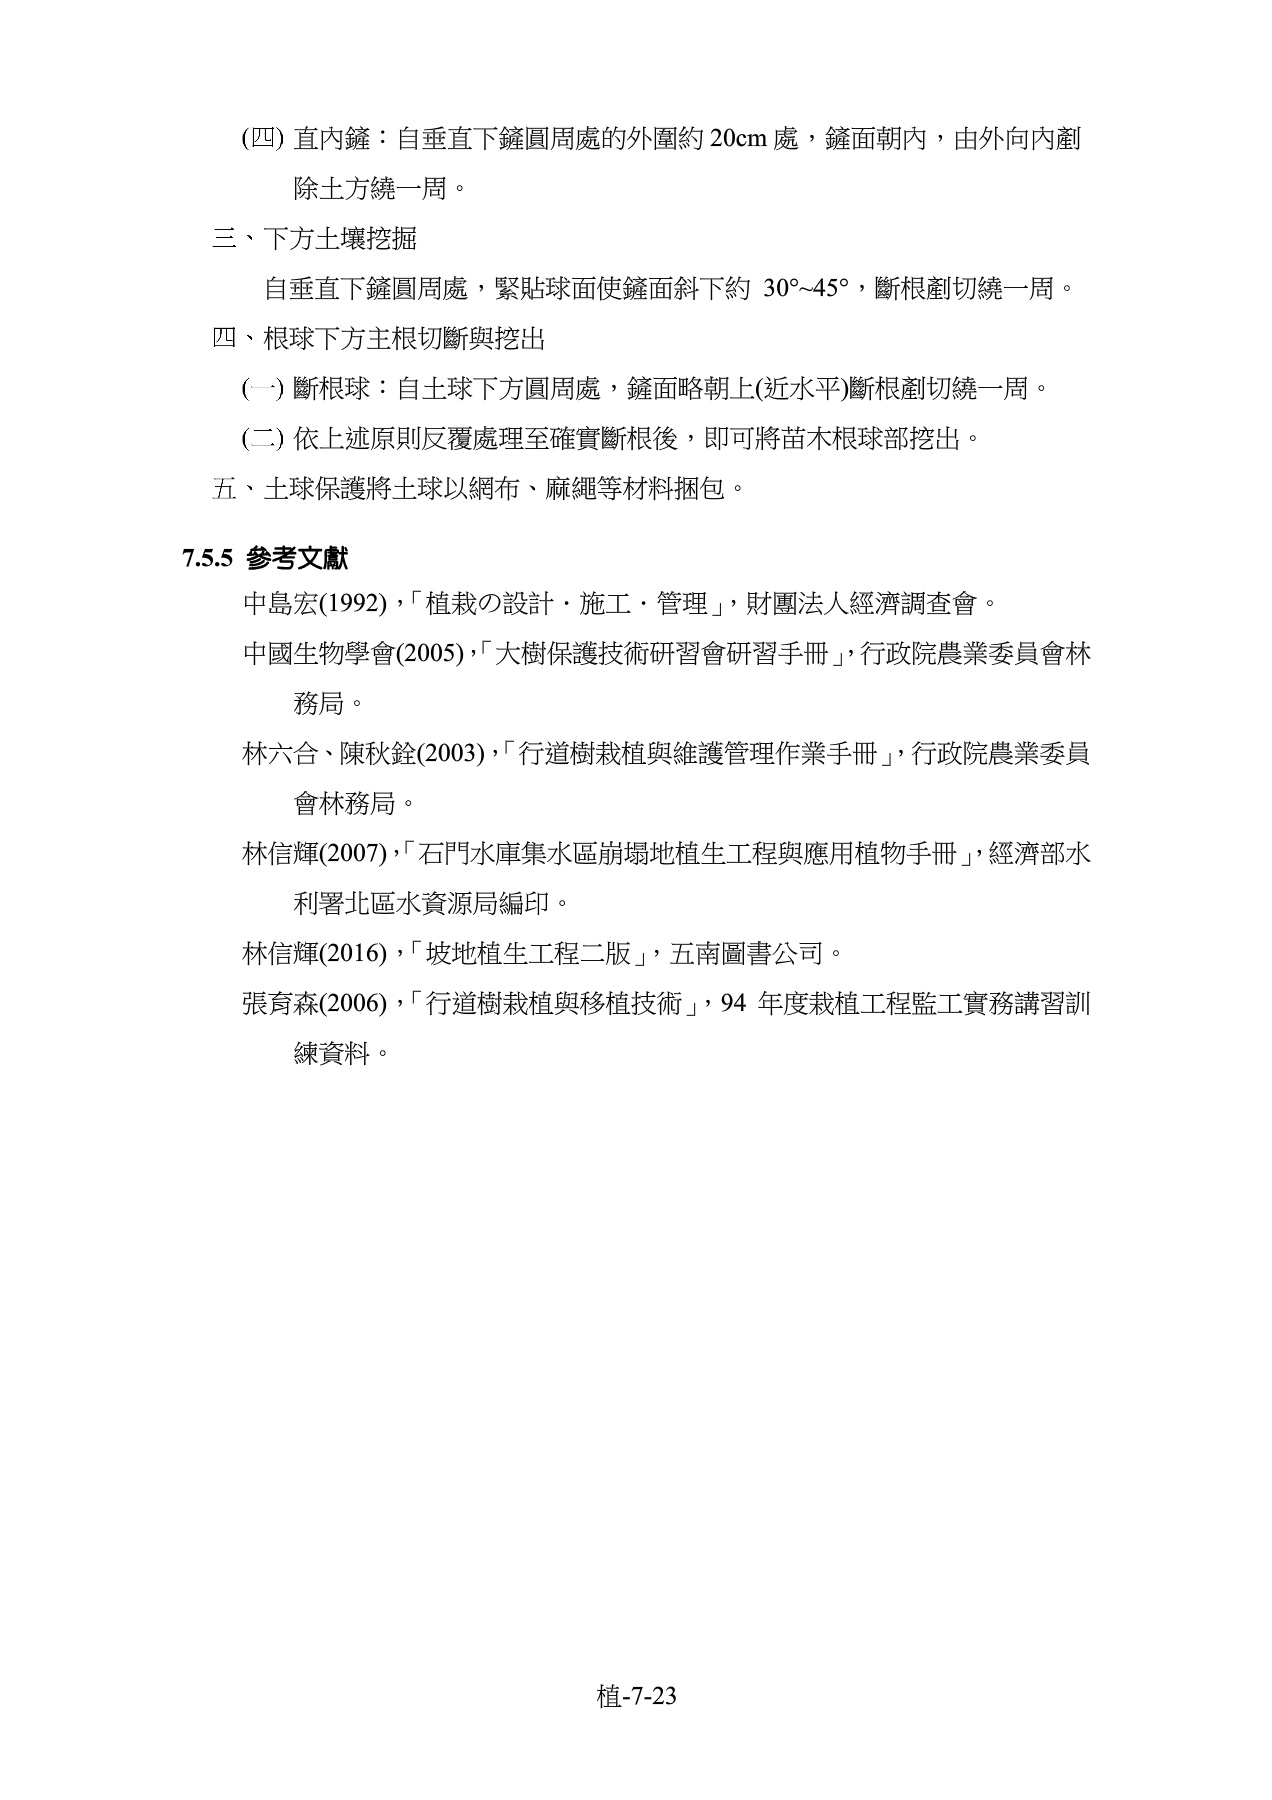 (四) 直內鏟：自垂直下鏟圓周處的外圍約 20cm 處，鏟面朝內，由外向內剷
除土方繞一周。
三、下方土壤挖掘
自垂直下鏟圓周處，緊貼球面使鏟面斜下約 30°~45°，斷根剷切繞一周。
四、根球下方主根切斷與挖出
(一) 斷根球：自土球下方圓周處，鏟面略朝上(近水平)斷根剷切繞一周。
(二) 依上述原則反覆處理至確實斷根後，即可將苗木根球部挖出。
五、土球保護將土球以網布、麻繩等材料捆包。
7.5.5 參考文獻
中島宏(1992)，「植栽の設計．施工．管理」，財團法人經濟調查會。
中國生物學會(2005)，「大樹保護技術研習會研習手冊」，行政院農業委員會林
務局。
林六合、陳秋銓(2003)，「行道樹栽植與維護管理作業手冊」，行政院農業委員
會林務局。
林信輝(2007)，「石門水庫集水區崩塌地植生工程與應用植物手冊」，經濟部水
利署北區水資源局編印。
林信輝(2016)，「坡地植生工程二版」，五南圖書公司。
張育森(2006)，「行道樹栽植與移植技術」，94 年度栽植工程監工實務講習訓
練資料。
植-7-23